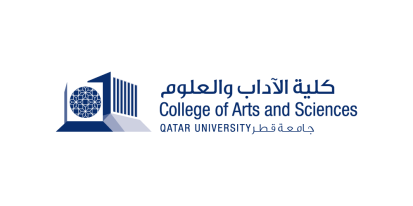 كلية الآداب والعلوم
College of Arts and Sciences
QATAR UNIVERSITY جامعة قطر